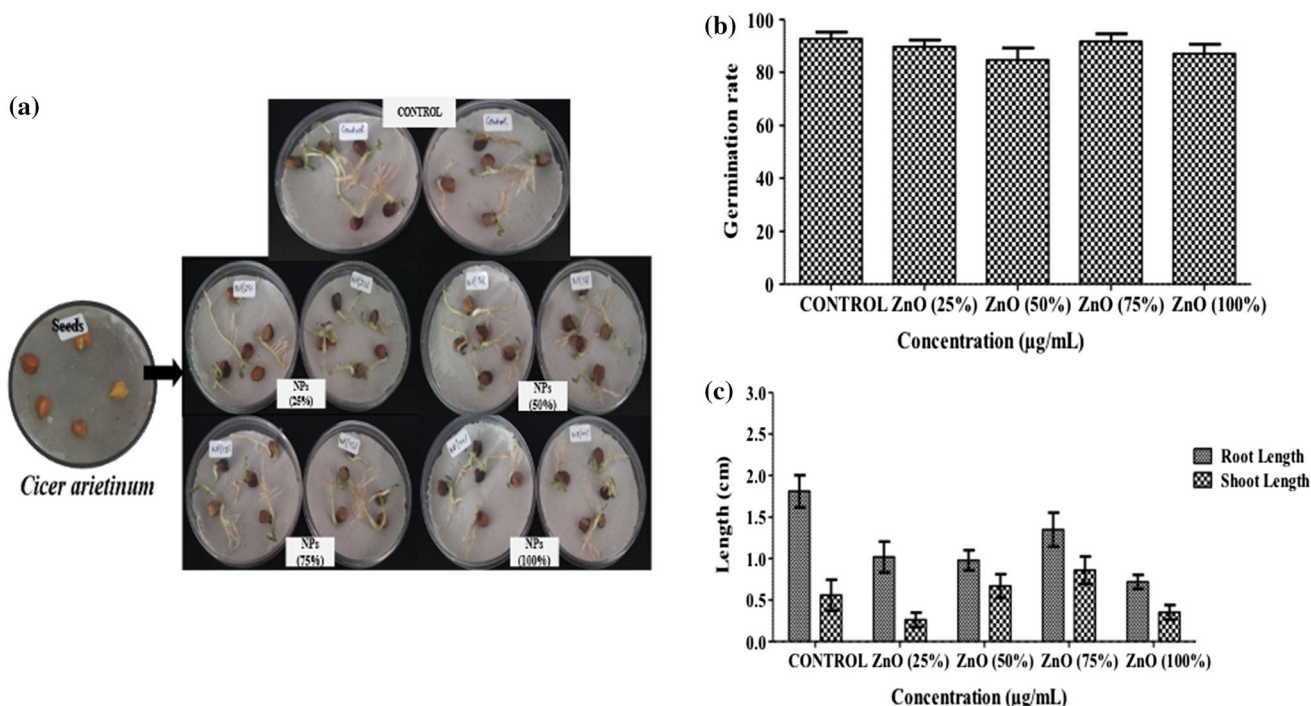 (a)
CONTROL
Control
Control
Seeds
Cicer arietinum
NPs
(25%)
NPs
(50%)
NPs
(75%)
NPs
(100%)
(b)
Germination rate
100
80
60
40
20
0
CONTROL ZnO (25%) ZnO (50%) ZnO (75%) ZnO (100%)
Concentration (µg/mL)
(c)
Length (cm)
3.0
2.5
2.0
1.5
1.0
0.5
0.0
Root Length
Shoot Length
CONTROL ZnO (25%) ZnO (50%) ZnO (75%) ZnO (100%)
Concentration (µg/mL)